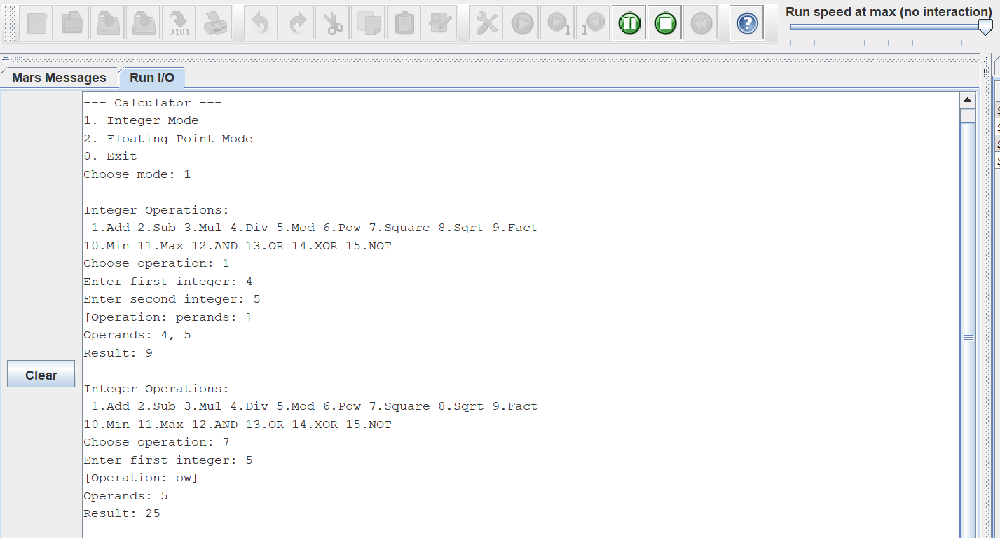 Run speed at max (no interaction)
0101
1
1
Mars Messages
Run I/O
--- Calculator ---
1. Integer Mode
2. Floating Point Mode
0. Exit
Choose mode: 1
Integer Operations:
1.Add 2.Sub 3.Mul 4.Div 5.Mod 6.Pow 7.Square 8.Sqrt 9.Fact
10.Min 11.Max 12.AND 13.OR 14.XOR 15.NOT
Choose operation: 1
Enter first integer: 4
Enter second integer: 5
[Operation: perands: ]
Operands: 4, 5
Result: 9
Clear
Integer Operations:
1.Add 2.Sub 3.Mul 4.Div 5.Mod 6.Pow 7.Square 8.Sqrt 9.Fact
10.Min 11.Max 12.AND 13.OR 14.XOR 15.NOT
Choose operation: 7
Enter first integer: 5
[Operation: ow]
Operands: 5
Result: 25